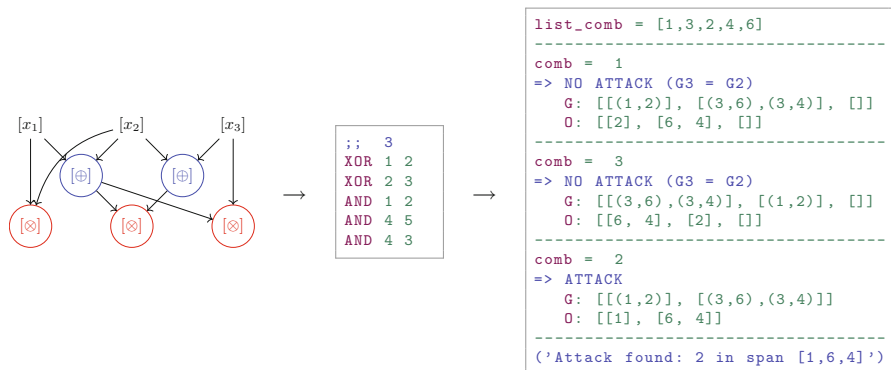 [x1] [x2] [x3]
[⊕] [⊕]
[⊗] [⊗] [⊗]
;; 3
XOR 1 2
XOR 2 3
AND 1 2
AND 4 5
AND 4 3
list_comb = [1,3,2,4,6]
-----------------------------------
comb = 1
=> NO ATTACK (G3 = G2)
G: [[(1,2)], [(3,6),(3,4)], []]
O: [[2], [6, 4], []]
-----------------------------------
comb = 3
=> NO ATTACK (G3 = G2)
G: [[(3,6),(3,4)], [(1,2)], []]
O: [[6, 4], [2], []]
-----------------------------------
comb = 2
=> ATTACK
G: [[(1,2)], [(3,6),(3,4)]]
O: [[1], [6, 4]]
-----------------------------------
('Attack found: 2 in span [1,6,4]')